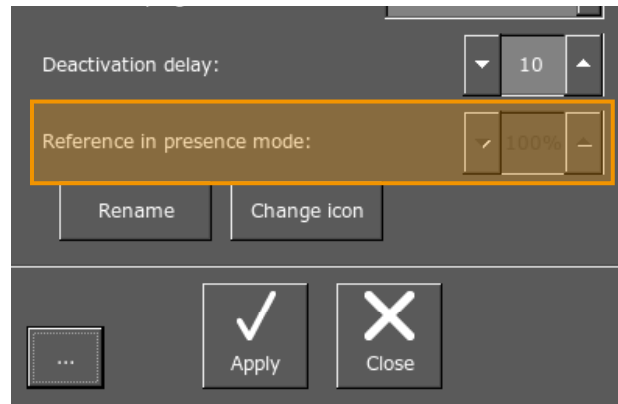 Deactivation delay:
10
Reference in presence mode:
100%
Rename
Change icon
...
Apply
Close